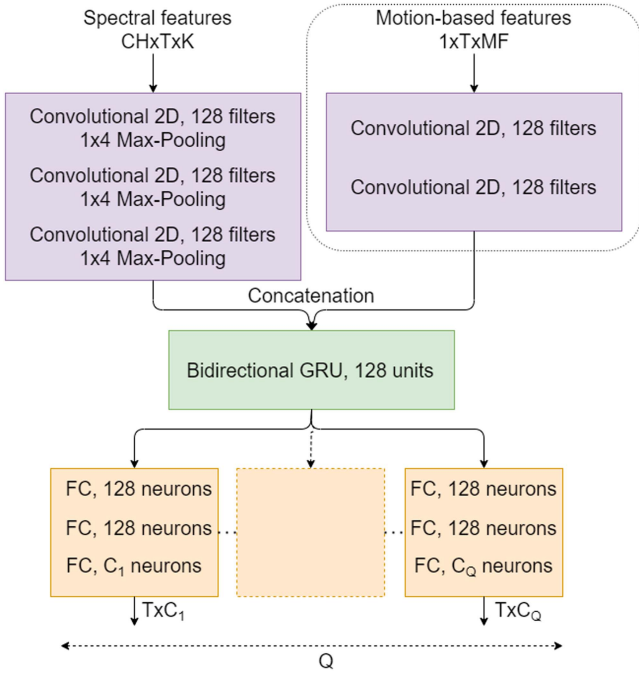 Spectral features
CHxTxK
Motion-based features
1xTxMF
Convolutional 2D, 128 filters
1x4 Max-Pooling
Convolutional 2D, 128 filters
1x4 Max-Pooling
Convolutional 2D, 128 filters
1x4 Max-Pooling
Convolutional 2D, 128 filters
Convolutional 2D, 128 filters
Concatenation
Bidirectional GRU, 128 units
FC, 128 neurons
FC, 128 neurons
FC, C₁ neurons
...
...
FC, 128 neurons
FC, 128 neurons
FC, C_Q neurons
TxC₁
TxC_Q
Q